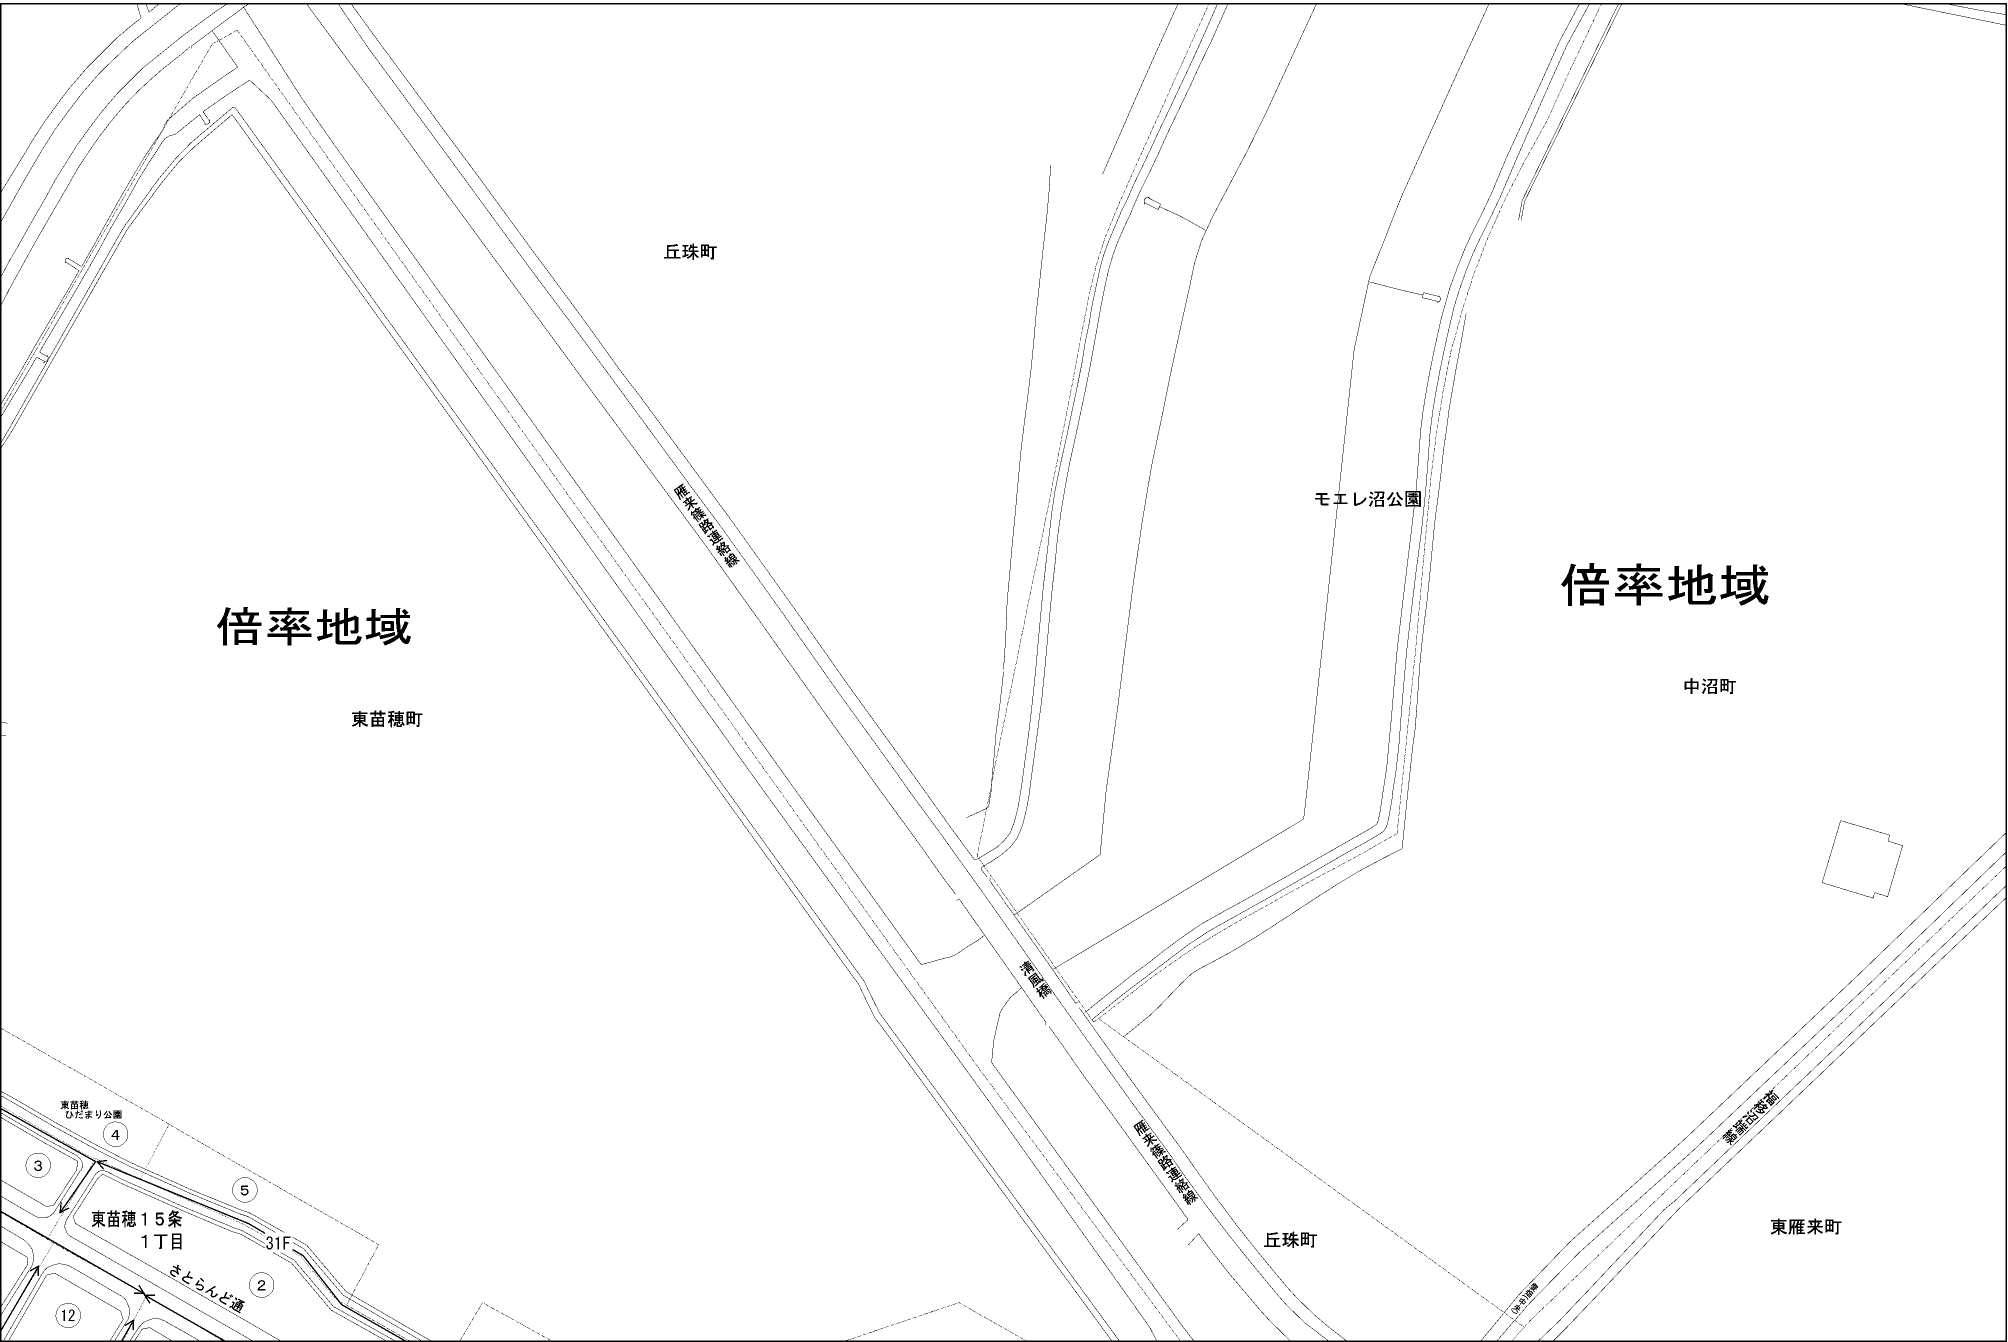 丘珠町
雁来篠路連絡線
モエレ沼公園
倍率地域
倍率地域
中沼町
東苗穂町
清風橋
東苗穂
ひだまり公園
4
3
5
雁来篠路連絡線
東苗穂15条
1丁目
31F
丘珠町
東雁来町
さとらんど通
2
12